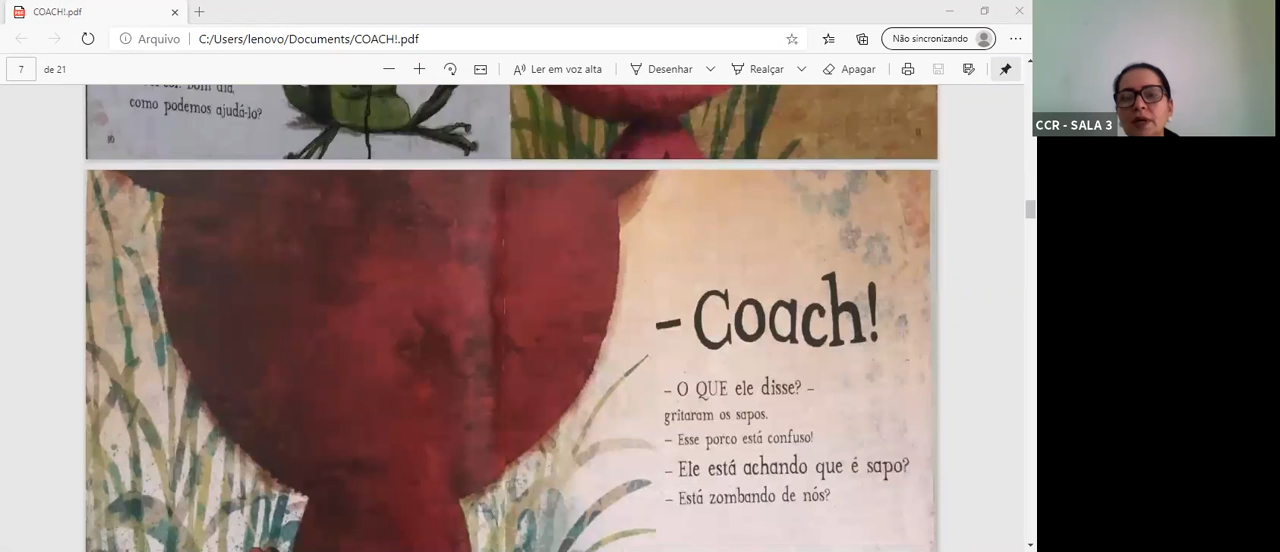 COACH!.pdf
Arquivo
C:/Users/lenovo/Documents/COACH!.pdf
Não sincronizando
7
de 21
Ler em voz alta
Desenhar
Realçar
Apagar
CCR - SALA 3
como podemos ajudá-lo?
– Coach!
– O QUE ele disse? –
gritaram os sapos.
– Esse porco está confuso!
– Ele está achando que é sapo?
– Está zombando de nós?